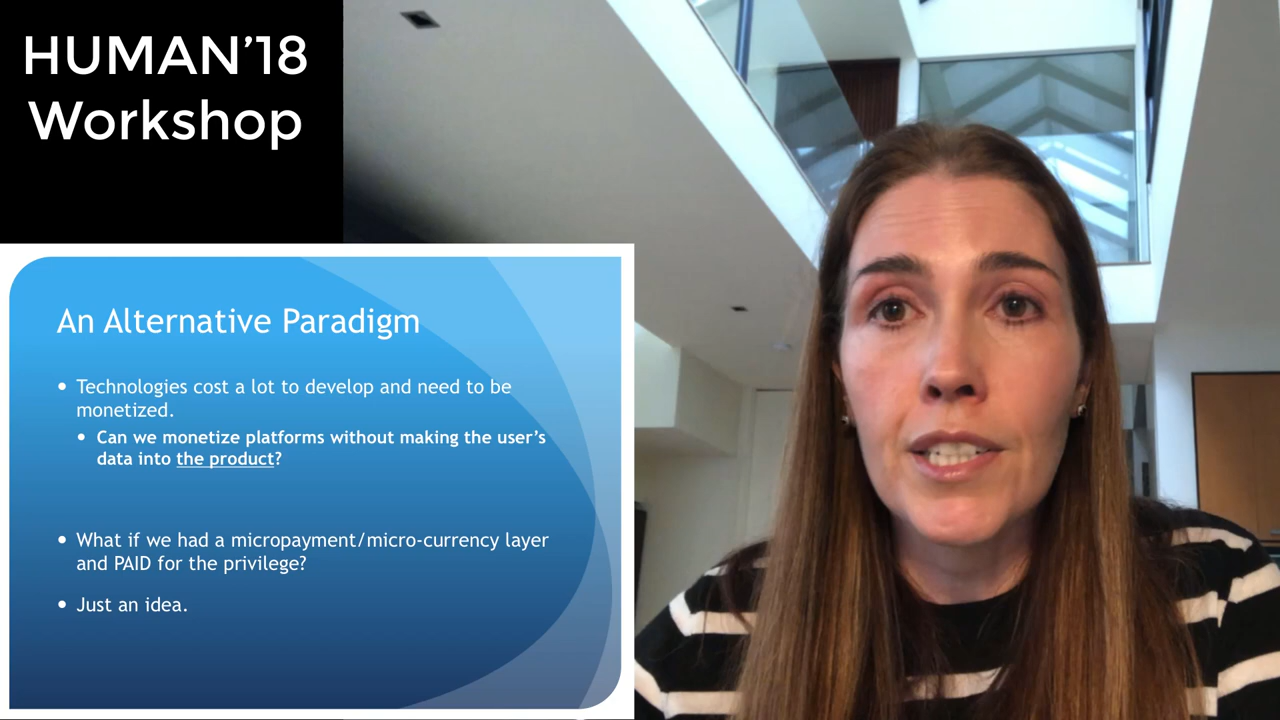 HUMAN’18
Workshop
An Alternative Paradigm
• Technologies cost a lot to develop and need to be
monetized.
• Can we monetize platforms without making the user’s
data into the product?
• What if we had a micropayment/micro-currency layer
and PAID for the privilege?
• Just an idea.